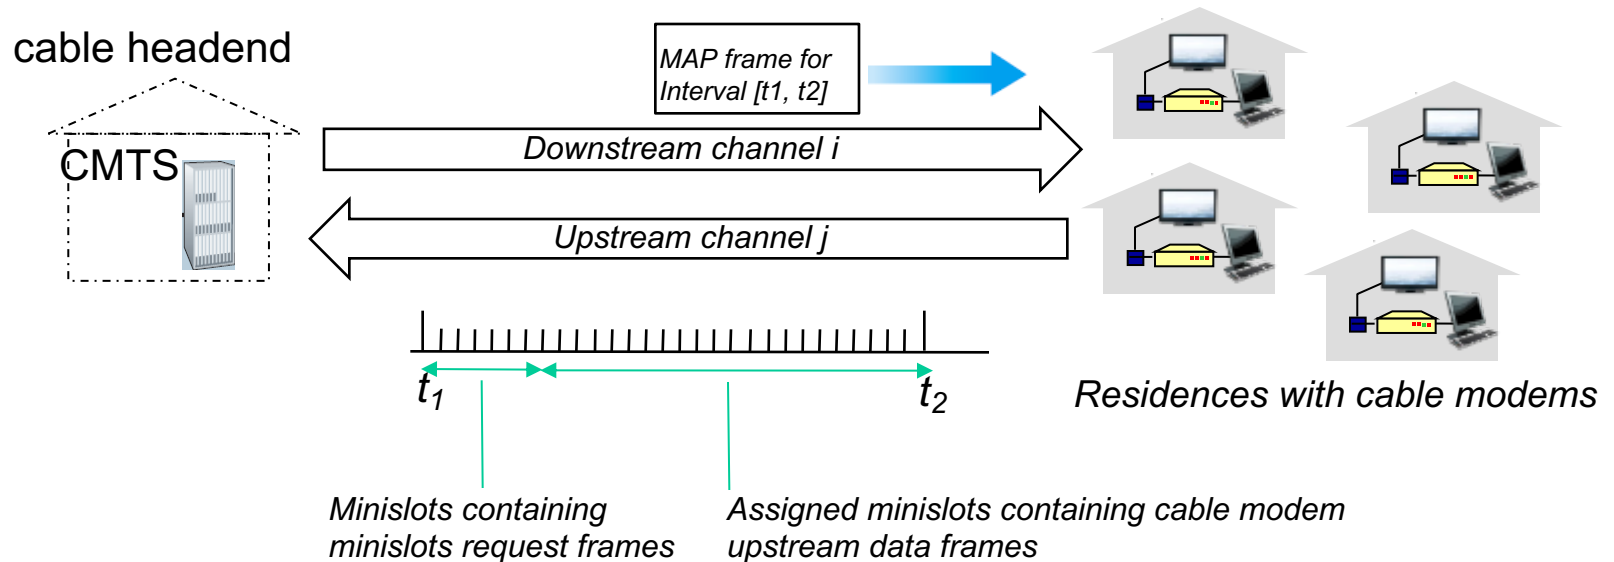 cable headend
MAP frame for
Interval [t1, t2]
CMTS
Downstream channel i
Upstream channel j
t1
t2
Residences with cable modems
Minislots containing
minislots request frames
Assigned minislots containing cable modem
upstream data frames